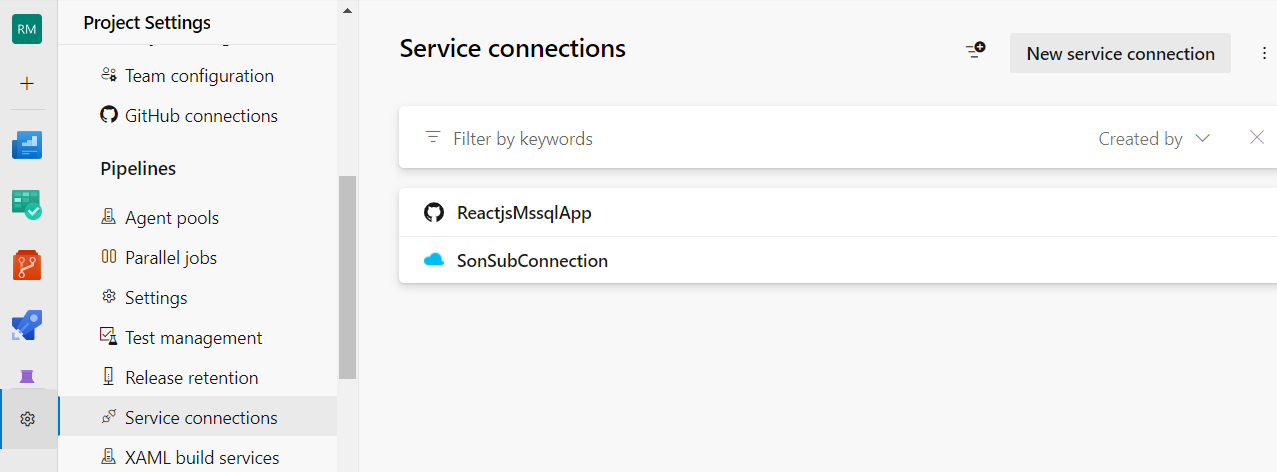 RM
Project Settings
Team configuration
GitHub connections
Pipelines
Agent pools
Parallel jobs
Settings
Test management
Release retention
Service connections
XAML build services
Service connections
New service connection
Filter by keywords
Created by
ReactjsMssqlApp
SonSubConnection